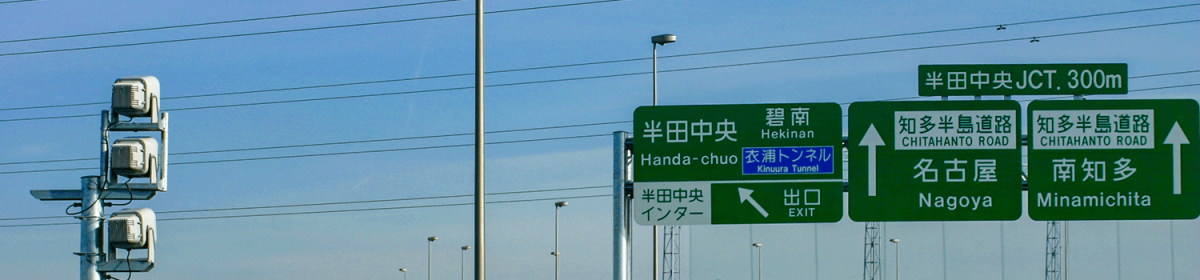 半田中央JCT. 300m
碧南
Hekinan
半田中央
Handa-chuo
衣浦トンネル
Kinuura Tunnel
半田中央
インター
出口
EXIT
知多半島道路
CHITAHANTO ROAD
名古屋
Nagoya
知多半島道路
CHITAHANTO ROAD
南知多
Minamichita